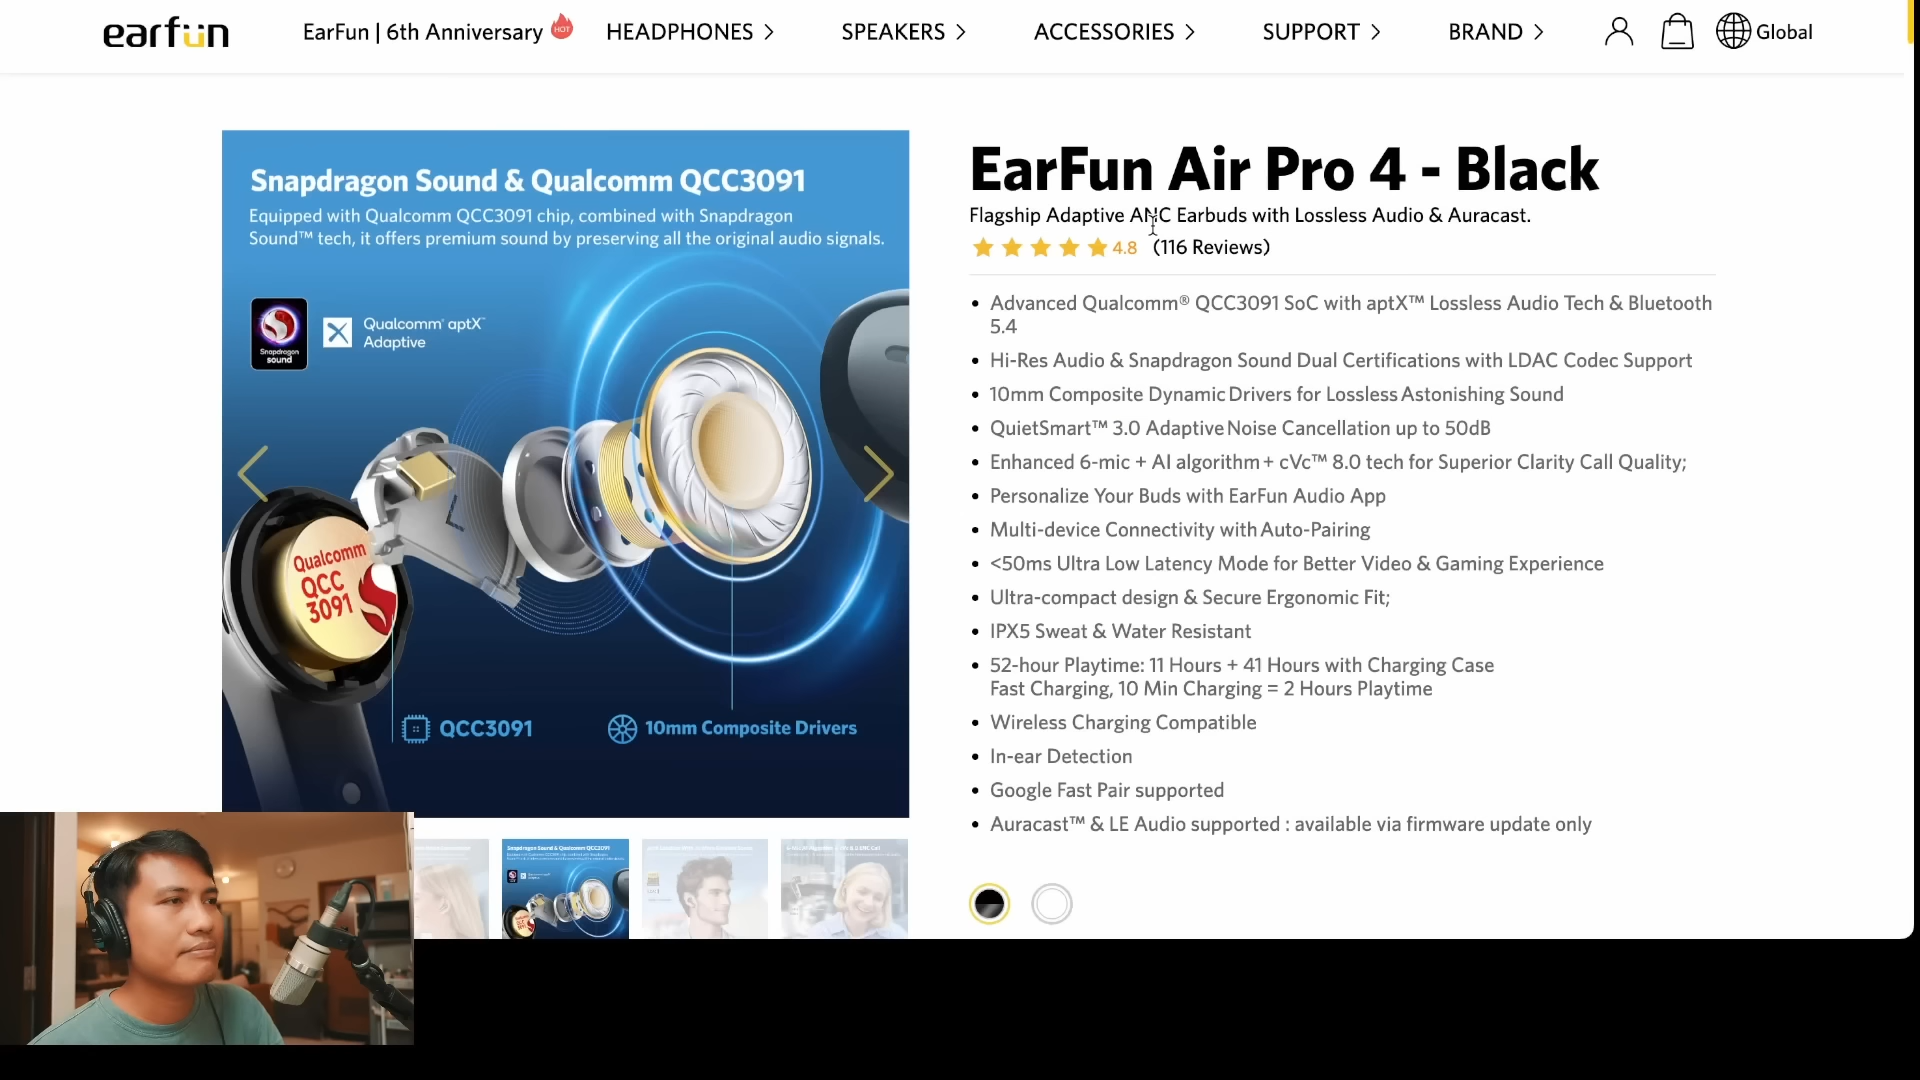 earfun
EarFun | 6th Anniversary HOT
HEADPHONES
SPEAKERS
ACCESSORIES
SUPPORT
BRAND
Global
Snapdragon Sound & Qualcomm QCC3091
Equipped with Qualcomm QCC3091 chip, combined with Snapdragon
Sound™ tech, it offers premium sound by preserving all the original audio signals.
Snapdragon
sound
Qualcomm® aptX™
Adaptive
Qualcomm
QCC
3091
QCC3091
10mm Composite Drivers
Snapdragon Sound & Qualcomm QCC3091
EarFun Air Pro 4 - Black
Flagship Adaptive ANC Earbuds with Lossless Audio & Auracast.
4.8 (116 Reviews)
• Advanced Qualcomm® QCC3091 SoC with aptX™ Lossless Audio Tech & Bluetooth
5.4
• Hi-Res Audio & Snapdragon Sound Dual Certifications with LDAC Codec Support
• 10mm Composite Dynamic Drivers for Lossless Astonishing Sound
• QuietSmart™ 3.0 Adaptive Noise Cancellation up to 50dB
• Enhanced 6-mic + AI algorithm + cVc™ 8.0 tech for Superior Clarity Call Quality;
• Personalize Your Buds with EarFun Audio App
• Multi-device Connectivity with Auto-Pairing
• <50ms Ultra Low Latency Mode for Better Video & Gaming Experience
• Ultra-compact design & Secure Ergonomic Fit;
• IPX5 Sweat & Water Resistant
• 52-hour Playtime: 11 Hours + 41 Hours with Charging Case
Fast Charging, 10 Min Charging = 2 Hours Playtime
• Wireless Charging Compatible
• In-ear Detection
• Google Fast Pair supported
• Auracast™ & LE Audio supported : available via firmware update only